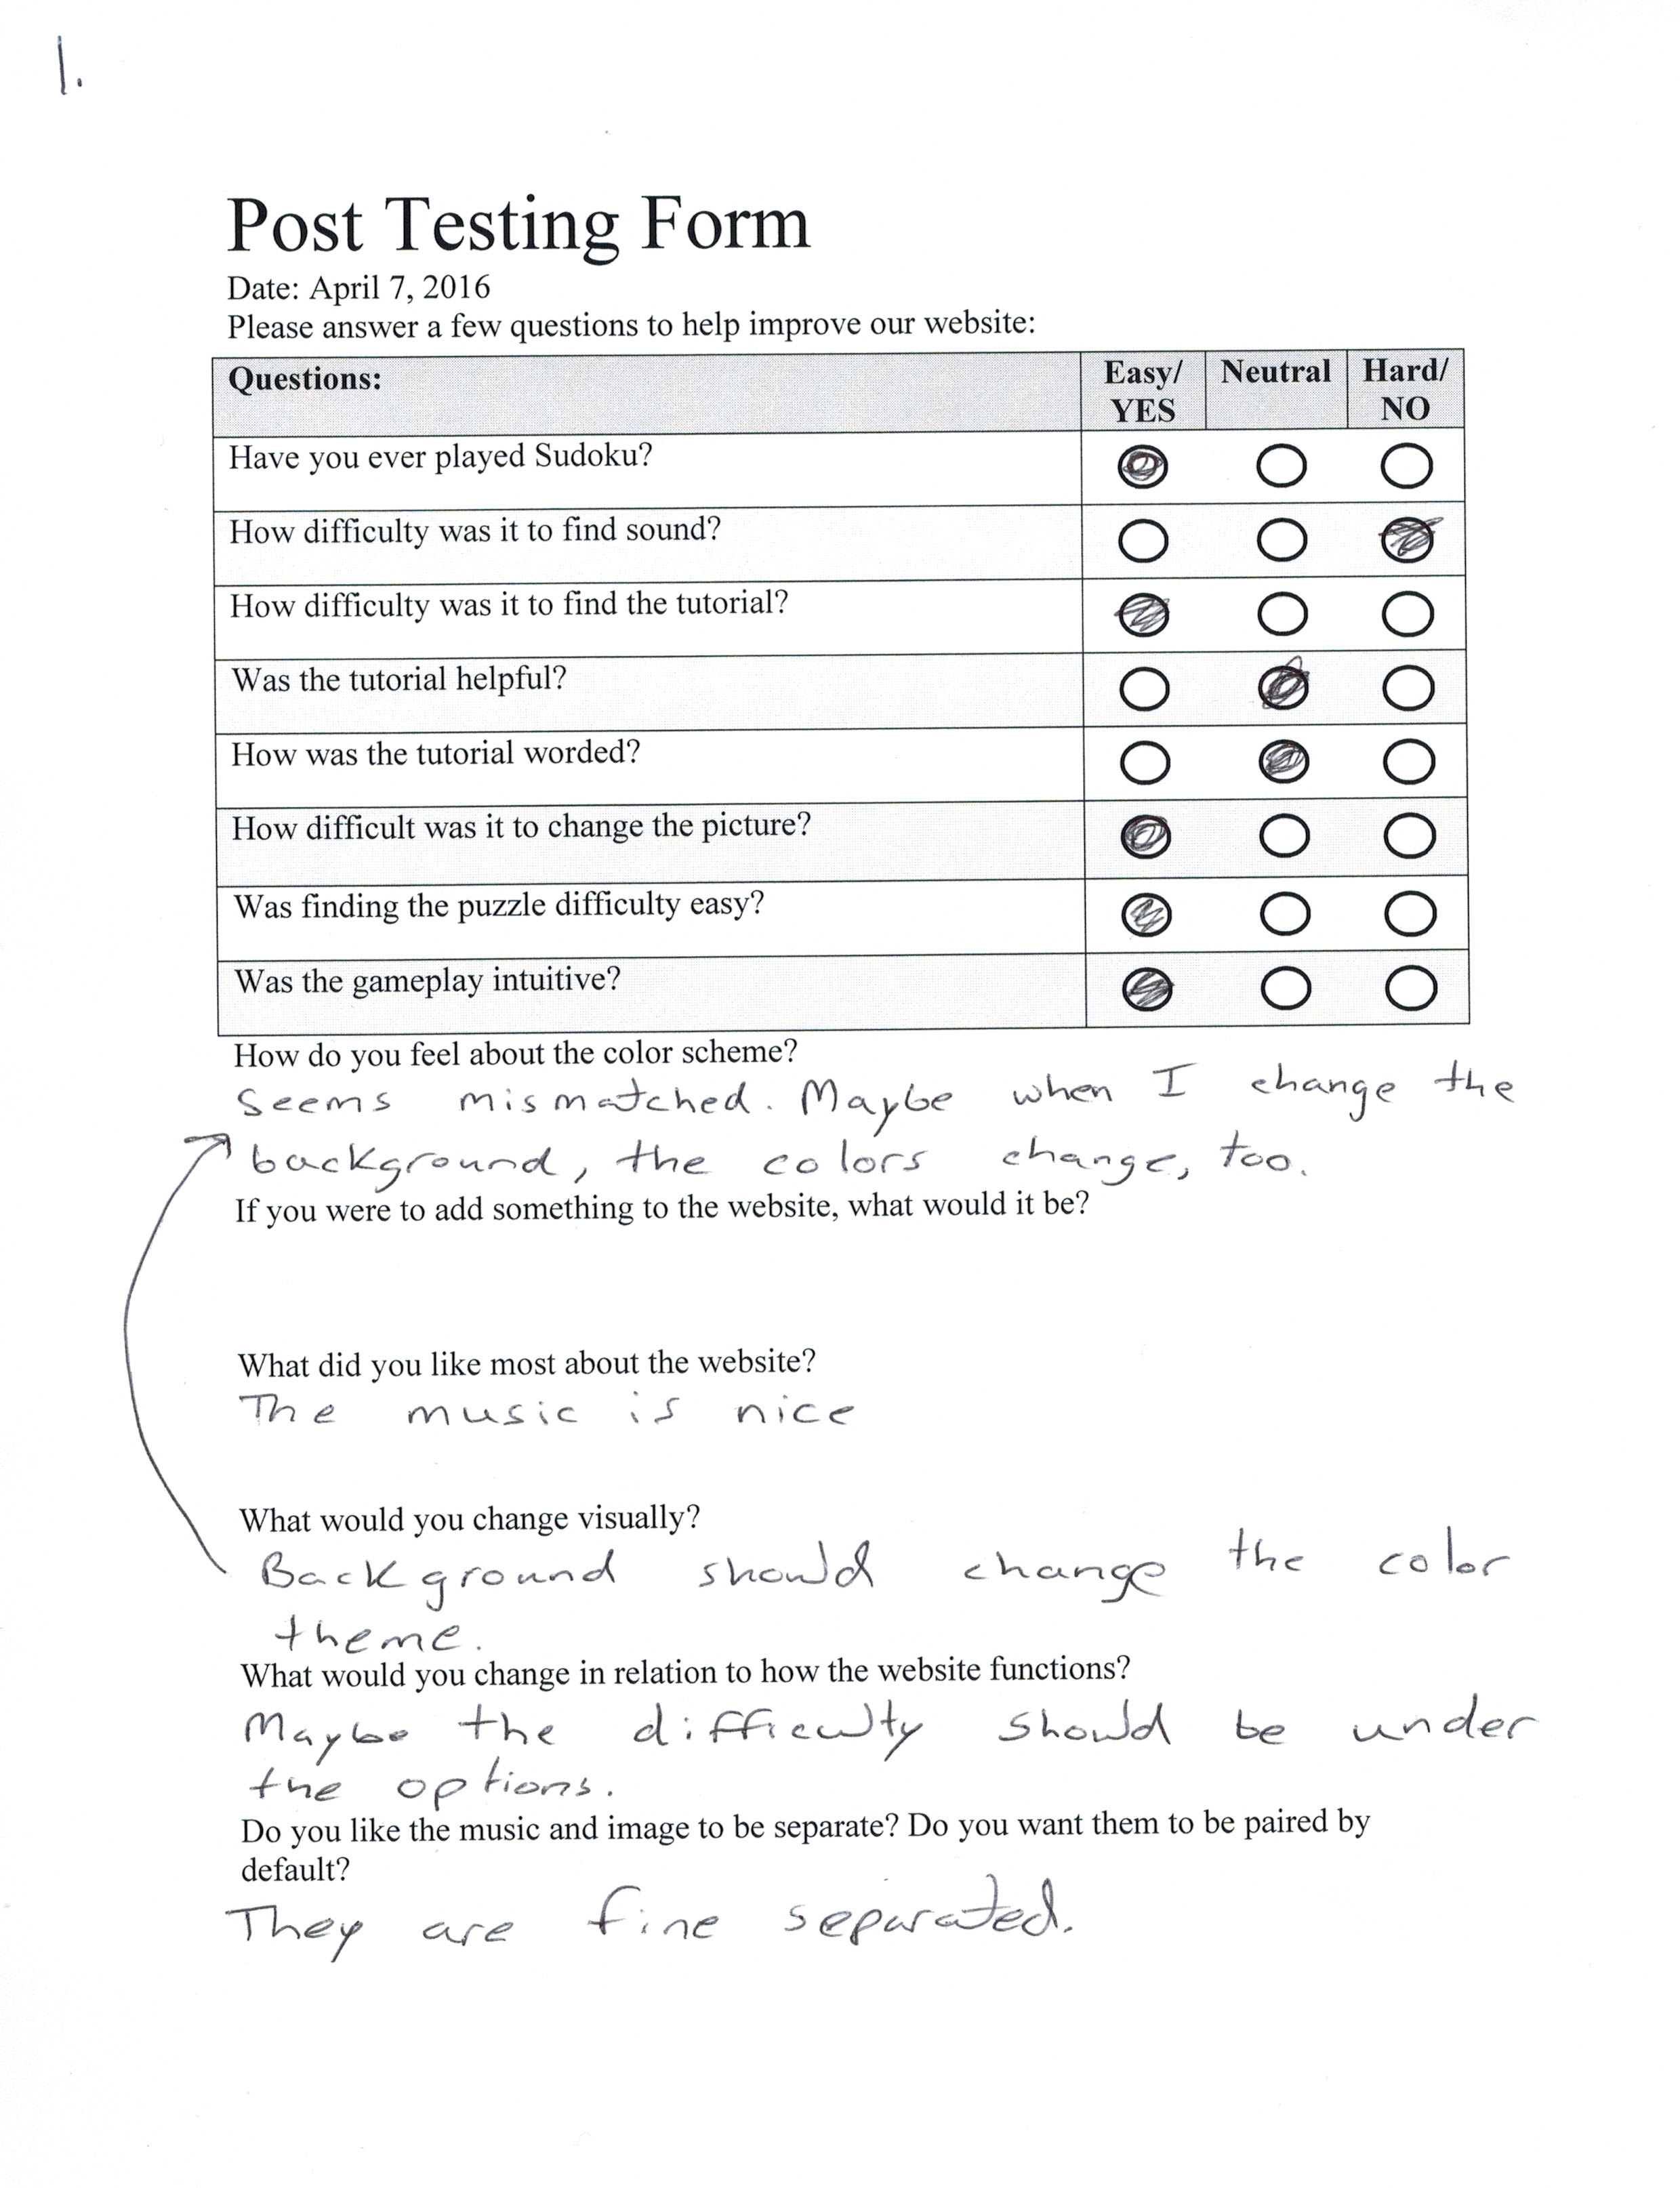 1.
Post Testing Form
Date: April 7, 2016
Please answer a few questions to help improve our website:
Questions: Easy/ YES Neutral Hard/ NO
Have you ever played Sudoku?
How difficulty was it to find sound?
How difficulty was it to find the tutorial?
Was the tutorial helpful?
How was the tutorial worded?
How difficult was it to change the picture?
Was finding the puzzle difficulty easy?
Was the gameplay intuitive?
How do you feel about the color scheme?
Seems mismatched. Maybe when I change the
background, the colors change, too.
If you were to add something to the website, what would it be?
What did you like most about the website?
The music is nice
What would you change visually?
Background should change the color
theme.
What would you change in relation to how the website functions?
Maybe the difficulty should be under
the options.
Do you like the music and image to be separate? Do you want them to be paired by
default?
They are fine separated.